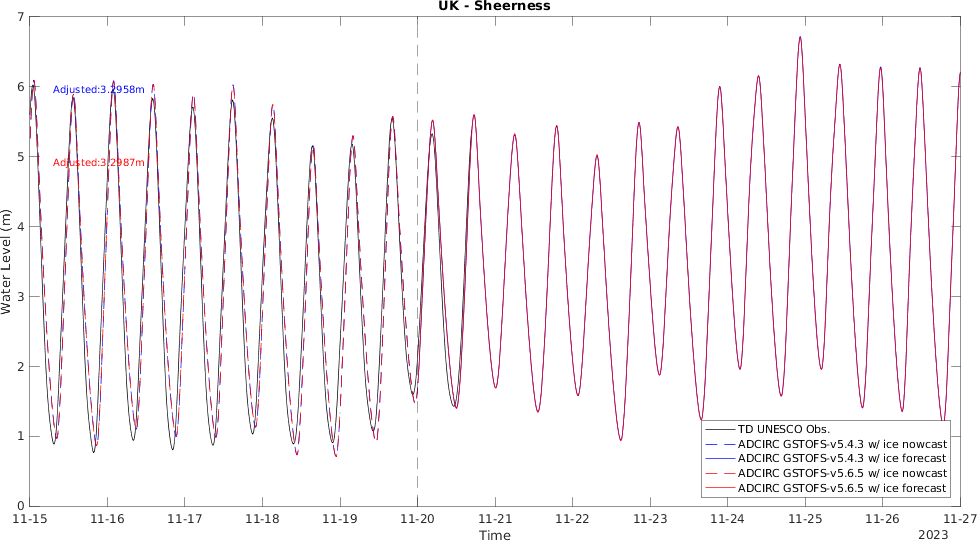 UK - Sheerness
7
6
5
4
3
2
1
0
Water Level (m)
Adjusted:3.2958m
Adjusted:3.2987m
TD UNESCO Obs.
ADCIRC GSTOFS-v5.4.3 w/ ice nowcast
ADCIRC GSTOFS-v5.4.3 w/ ice forecast
ADCIRC GSTOFS-v5.6.5 w/ ice nowcast
ADCIRC GSTOFS-v5.6.5 w/ ice forecast
11-15 11-16 11-17 11-18 11-19 11-20 11-21 11-22 11-23 11-24 11-25 11-26 11-27
Time
2023